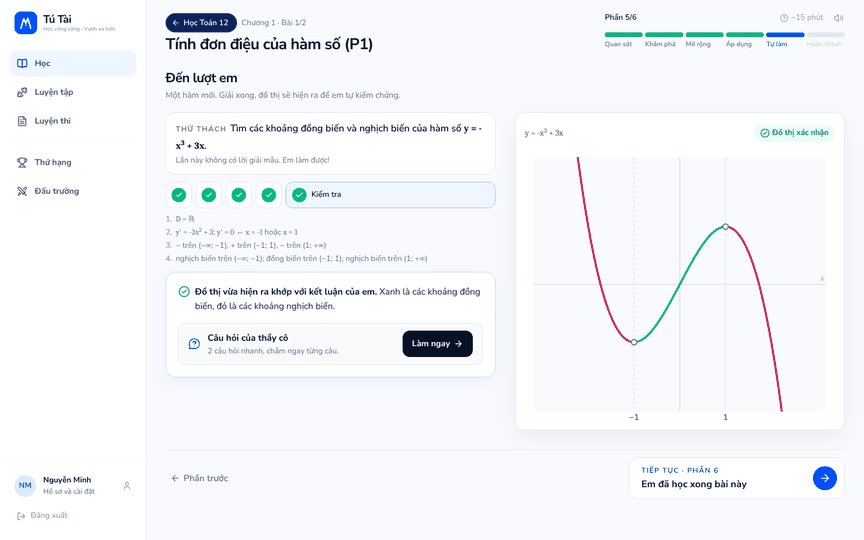 Tú Tài
Học vững vàng · Vươn xa hơn
Học
Luyện tập
Luyện thi
Thứ hạng
Đấu trường
NM
Nguyễn Minh
Hồ sơ và cài đặt
Đăng xuất
← Học Toán 12
Chương 1 · Bài 1/2
Tính đơn điệu của hàm số (P1)
Phần 5/6
~15 phút
Quan sát
Khám phá
Mở rộng
Áp dụng
Tự làm
Hoàn thành
Đến lượt em
Một hàm mới. Giải xong, đồ thị sẽ hiện ra để em tự kiểm chứng.
THỬ THÁCH Tìm các khoảng đồng biến và nghịch biến của hàm số y = -
x³ + 3x.
Lần này không có lời giải mẫu. Em làm được!
Kiểm tra
1. D = ℝ
2. y' = -3x² + 3; y' = 0 ↔ x = -1 hoặc x = 1
3. − trên (−∞; −1), + trên (−1; 1), − trên (1; +∞)
4. nghịch biến trên (−∞; −1); đồng biến trên (−1; 1); nghịch biến trên (1; +∞)
Đồ thị vừa hiện ra khớp với kết luận của em. Xanh là các khoảng đồng
biến, đỏ là các khoảng nghịch biến.
Câu hỏi của thầy cô
2 câu hỏi nhanh, chấm ngay từng câu.
Làm ngay →
y = -x³ + 3x
Đồ thị xác nhận
x
−1
1
← Phần trước
TIẾP TỤC · PHẦN 6
Em đã học xong bài này